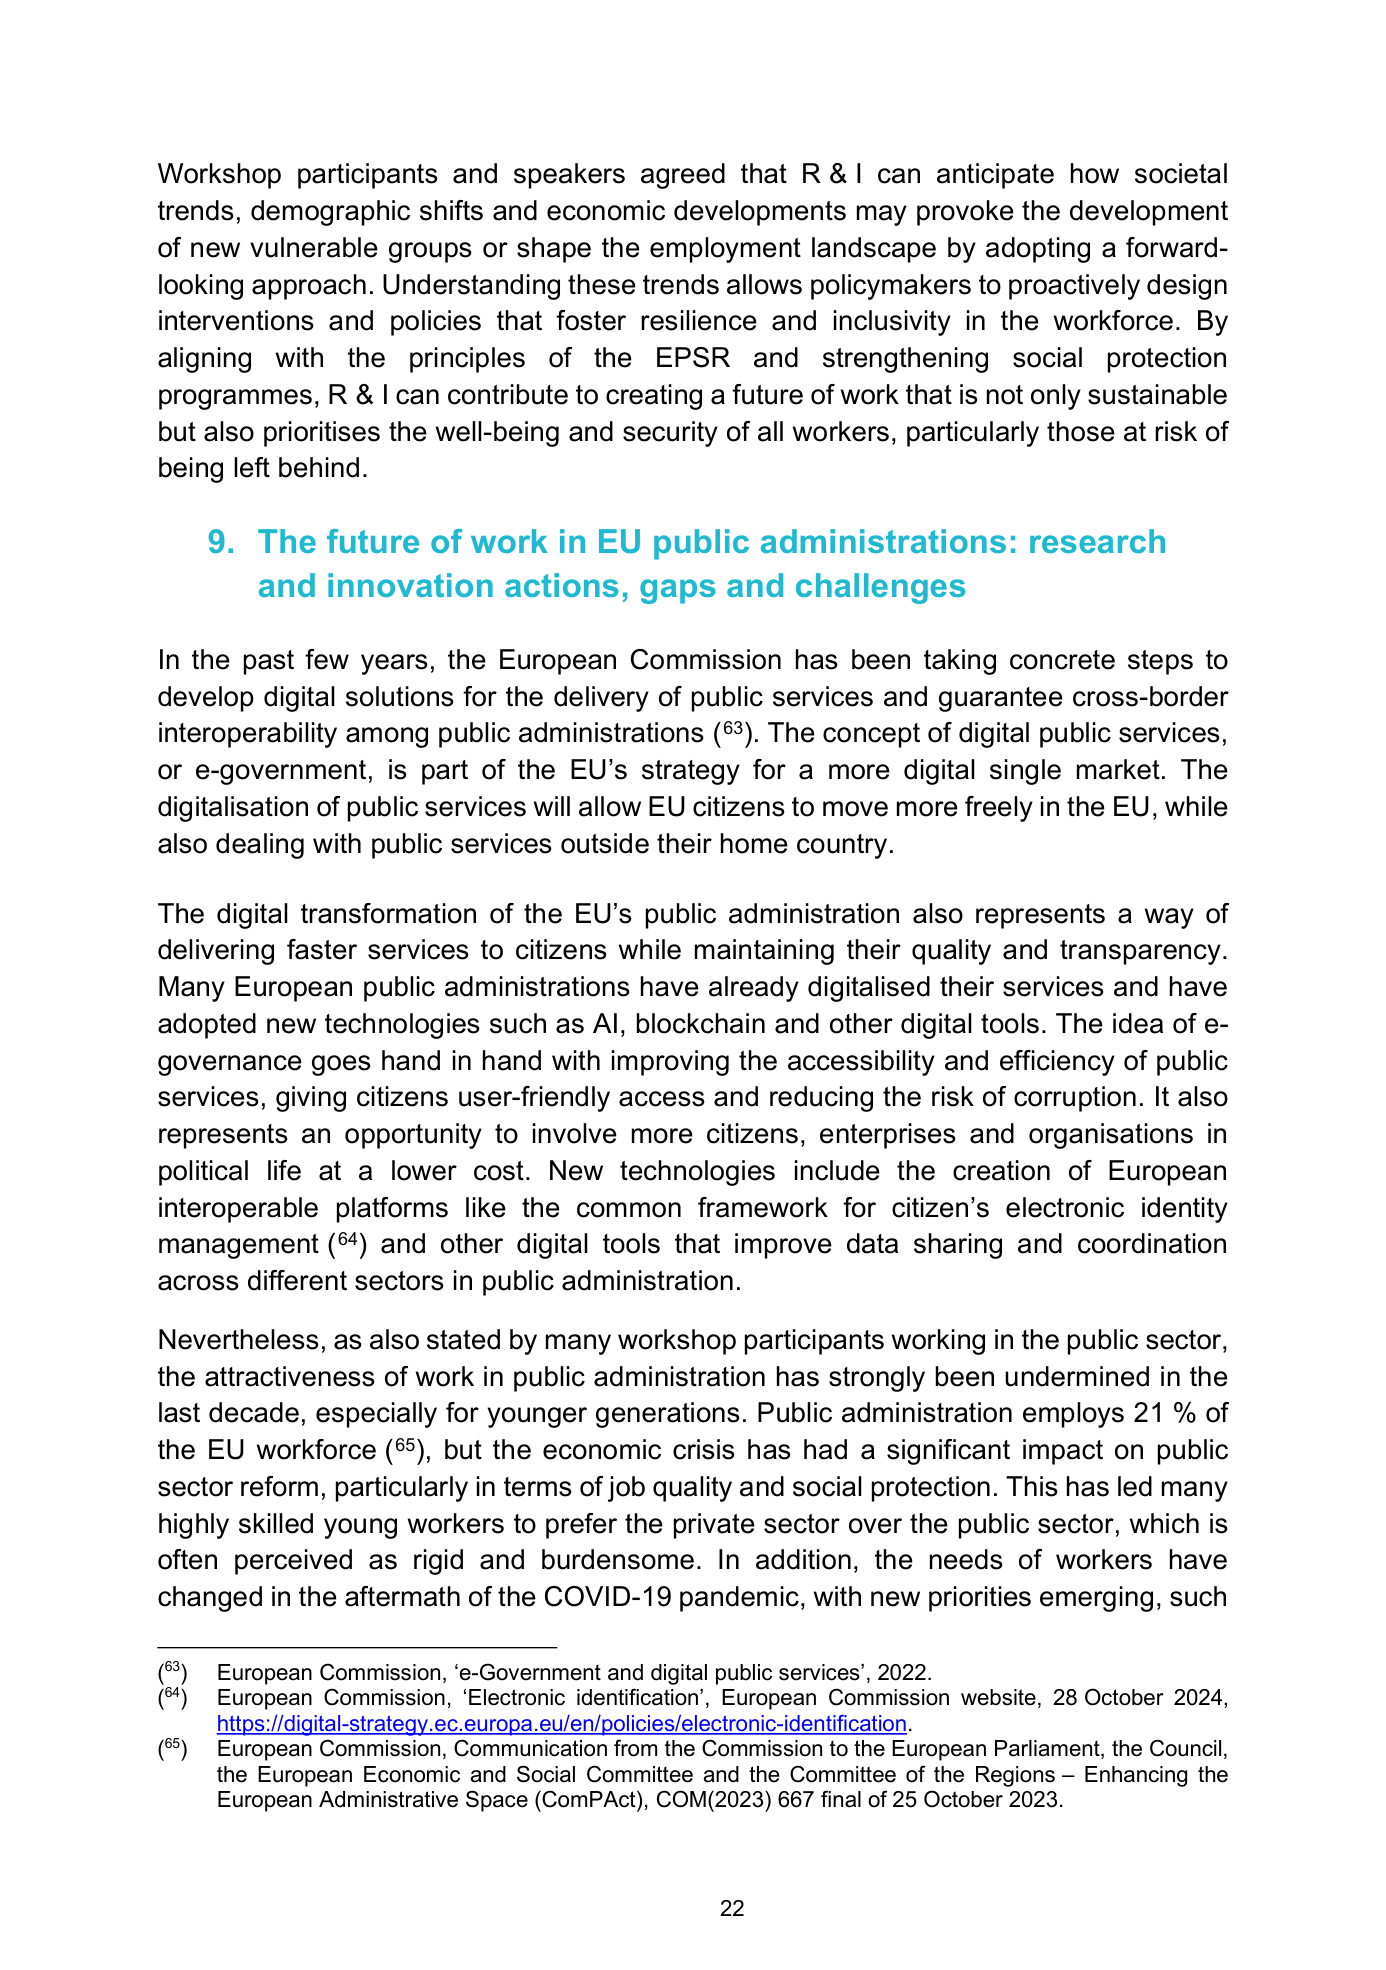 Workshop participants and speakers agreed that R & I can anticipate how societal
trends, demographic shifts and economic developments may provoke the development
of new vulnerable groups or shape the employment landscape by adopting a forward-
looking approach. Understanding these trends allows policymakers to proactively design
interventions and policies that foster resilience and inclusivity in the workforce. By
aligning with the principles of the EPSR and strengthening social protection
programmes, R & I can contribute to creating a future of work that is not only sustainable
but also prioritises the well-being and security of all workers, particularly those at risk of
being left behind.
9. The future of work in EU public administrations: research
and innovation actions, gaps and challenges
In the past few years, the European Commission has been taking concrete steps to
develop digital solutions for the delivery of public services and guarantee cross-border
interoperability among public administrations (63). The concept of digital public services,
or e-government, is part of the EU’s strategy for a more digital single market. The
digitalisation of public services will allow EU citizens to move more freely in the EU, while
also dealing with public services outside their home country.
The digital transformation of the EU’s public administration also represents a way of
delivering faster services to citizens while maintaining their quality and transparency.
Many European public administrations have already digitalised their services and have
adopted new technologies such as AI, blockchain and other digital tools. The idea of e-
governance goes hand in hand with improving the accessibility and efficiency of public
services, giving citizens user-friendly access and reducing the risk of corruption. It also
represents an opportunity to involve more citizens, enterprises and organisations in
political life at a lower cost. New technologies include the creation of European
interoperable platforms like the common framework for citizen’s electronic identity
management (64) and other digital tools that improve data sharing and coordination
across different sectors in public administration.
Nevertheless, as also stated by many workshop participants working in the public sector,
the attractiveness of work in public administration has strongly been undermined in the
last decade, especially for younger generations. Public administration employs 21 % of
the EU workforce (65), but the economic crisis has had a significant impact on public
sector reform, particularly in terms of job quality and social protection. This has led many
highly skilled young workers to prefer the private sector over the public sector, which is
often perceived as rigid and burdensome. In addition, the needs of workers have
changed in the aftermath of the COVID-19 pandemic, with new priorities emerging, such
(63) European Commission, ‘e-Government and digital public services’, 2022.
(64) European Commission, ‘Electronic identification’, European Commission website, 28 October 2024,
https://digital-strategy.ec.europa.eu/en/policies/electronic-identification.
(65) European Commission, Communication from the Commission to the European Parliament, the Council,
the European Economic and Social Committee and the Committee of the Regions – Enhancing the
European Administrative Space (ComPAct), COM(2023) 667 final of 25 October 2023.
22